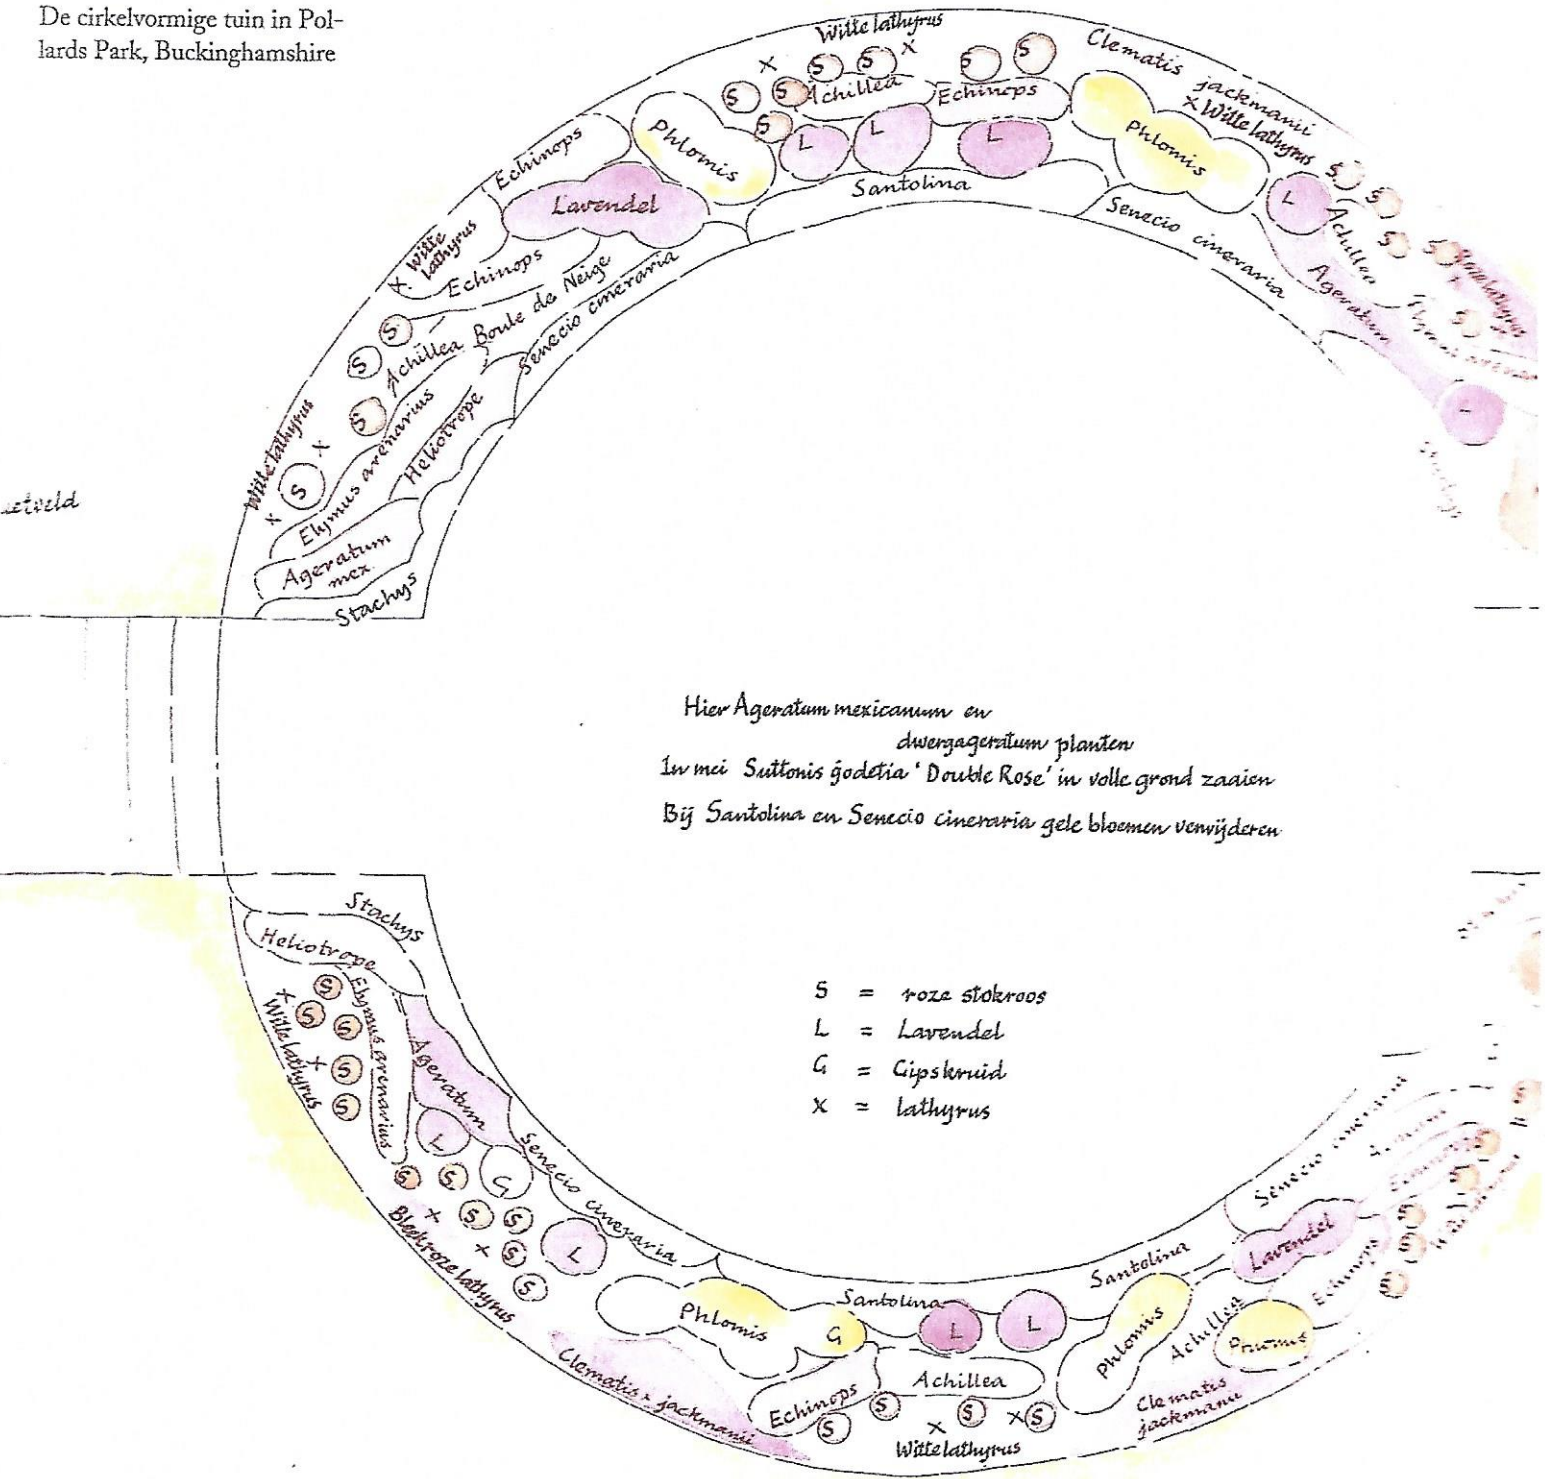 De cirkelvormige tuin in Pol-
lards Park, Buckinghamshire
Witte lathyrus
x
x
S
S
S
S
S
S
S
Achillea
Echinops
Clematis jackmanii
x Witte lathyrus
Phlomis
L
L
L
Santolina
Phlomis
Senecio cineraria
L
S
S
S
S
S
Achillea
Ageratum
L
Echinops
Lavendel
x Witte
lathyrus
Echinops
Achillea Boule de Neige
Senecio cineraria
S
S
S
S
Witte lathyrus
x
x
Elymus arenarius
Heliotrope
Ageratum
mex.
Stachys
Hier Ageratum mexicanum en
dwergageratum planten
In mei Suttonis godetia 'Double Rose' in volle grond zaaien
Bij Santolina en Senecio cineraria gele bloemen verwijderen
S = roze stokroos
L = Lavendel
G = Gipskruid
x = lathyrus
Stachys
Heliotrope
Elymus arenarius
S
S
S
S
S
x
x
Witte lathyrus
Ageratum
L
G
Senecio cineraria
S
S
S
S
S
S
L
x
x
Bleekroze lathyrus
Phlomis
G
Clematis x jackmanii
Santolina
L
L
Echinops
Achillea
S
S
S
S
x
x
Witte lathyrus
Santolina
Phlomis
Achillea
Clematis
jackmanii
Lavendel
Echinops
Senecio cineraria
S
S
S